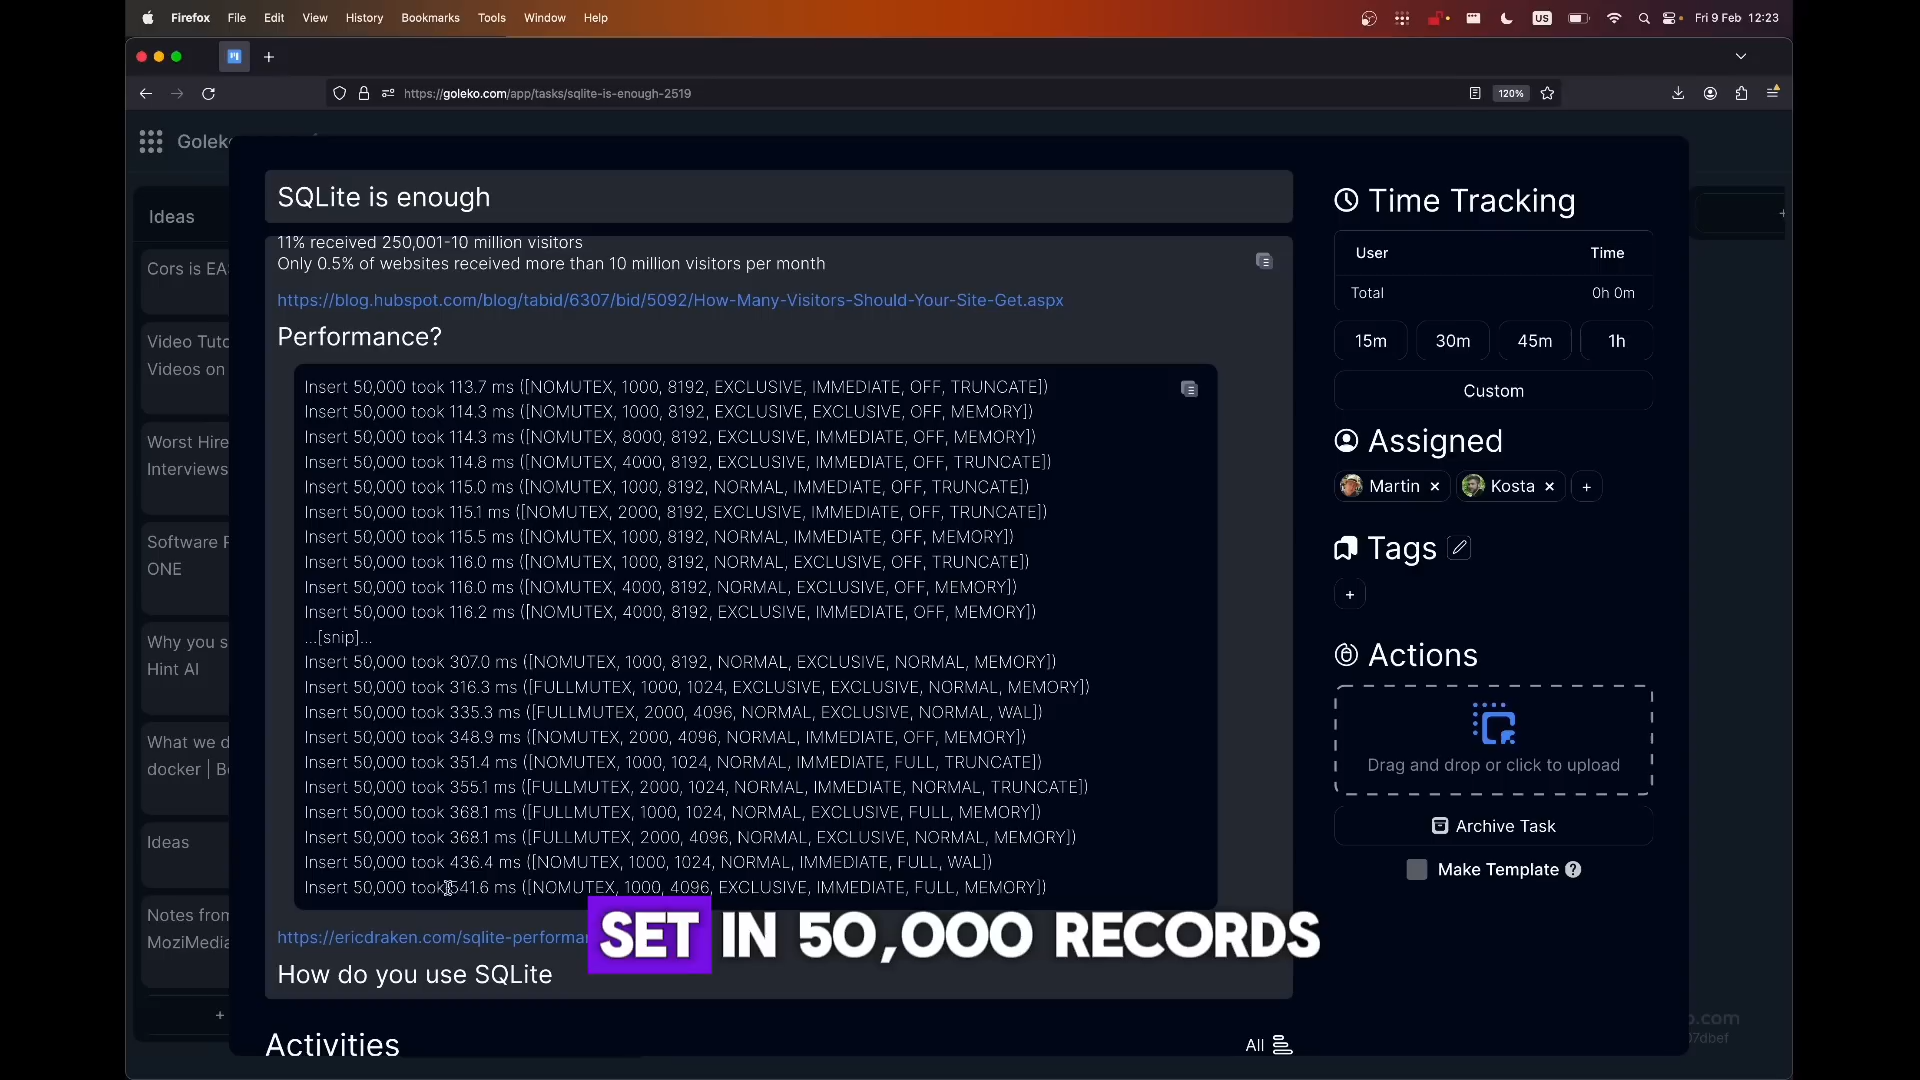 Firefox File Edit View History Bookmarks Tools Window Help US Fri 9 Feb 12:23
https://goleko.com/app/tasks/sqlite-is-enough-2519 120%
Golek
Ideas
Cors is EA
Video Tuto
Videos on
Worst Hire
Interviews
Software
ONE
Why you s
Hint AI
What we d
docker |
Ideas
Notes from
MoziMedia
+
SQLite is enough
11% received 250,001-10 million visitors
Only 0.5% of websites received more than 10 million visitors per month
https://blog.hubspot.com/blog/tabid/6307/bid/5092/How-Many-Visitors-Should-Your-Site-Get.aspx
Performance?
Insert 50,000 took 113.7 ms ([NOMUTEX, 1000, 8192, EXCLUSIVE, IMMEDIATE, OFF, TRUNCATE])
Insert 50,000 took 114.3 ms ([NOMUTEX, 1000, 8192, EXCLUSIVE, EXCLUSIVE, OFF, MEMORY])
Insert 50,000 took 114.3 ms ([NOMUTEX, 8000, 8192, EXCLUSIVE, IMMEDIATE, OFF, MEMORY])
Insert 50,000 took 114.8 ms ([NOMUTEX, 4000, 8192, EXCLUSIVE, IMMEDIATE, OFF, TRUNCATE])
Insert 50,000 took 115.0 ms ([NOMUTEX, 1000, 8192, NORMAL, IMMEDIATE, OFF, TRUNCATE])
Insert 50,000 took 115.1 ms ([NOMUTEX, 2000, 8192, EXCLUSIVE, IMMEDIATE, OFF, TRUNCATE])
Insert 50,000 took 115.5 ms ([NOMUTEX, 1000, 8192, NORMAL, IMMEDIATE, OFF, MEMORY])
Insert 50,000 took 116.0 ms ([NOMUTEX, 1000, 8192, NORMAL, EXCLUSIVE, OFF, TRUNCATE])
Insert 50,000 took 116.0 ms ([NOMUTEX, 4000, 8192, NORMAL, EXCLUSIVE, OFF, MEMORY])
Insert 50,000 took 116.2 ms ([NOMUTEX, 4000, 8192, EXCLUSIVE, IMMEDIATE, OFF, MEMORY])
...[snip]...
Insert 50,000 took 307.0 ms ([NOMUTEX, 1000, 8192, NORMAL, EXCLUSIVE, NORMAL, MEMORY])
Insert 50,000 took 316.3 ms ([FULLMUTEX, 1000, 1024, EXCLUSIVE, EXCLUSIVE, NORMAL, MEMORY])
Insert 50,000 took 335.3 ms ([FULLMUTEX, 2000, 4096, NORMAL, EXCLUSIVE, NORMAL, WAL])
Insert 50,000 took 348.9 ms ([NOMUTEX, 2000, 4096, NORMAL, IMMEDIATE, OFF, MEMORY])
Insert 50,000 took 351.4 ms ([NOMUTEX, 1000, 1024, NORMAL, IMMEDIATE, FULL, TRUNCATE])
Insert 50,000 took 355.1 ms ([FULLMUTEX, 2000, 1024, NORMAL, IMMEDIATE, NORMAL, TRUNCATE])
Insert 50,000 took 368.1 ms ([FULLMUTEX, 1000, 1024, NORMAL, EXCLUSIVE, FULL, MEMORY])
Insert 50,000 took 368.1 ms ([FULLMUTEX, 2000, 4096, NORMAL, EXCLUSIVE, NORMAL, MEMORY])
Insert 50,000 took 436.4 ms ([NOMUTEX, 1000, 1024, NORMAL, IMMEDIATE, FULL, WAL])
Insert 50,000 took 541.6 ms ([NOMUTEX, 1000, 4096, EXCLUSIVE, IMMEDIATE, FULL, MEMORY])
https://ericdraken.com/sqlite-performan
SET IN 50,000 RECORDS
How do you use SQLite
Activities
All
Time Tracking
User Time
Total 0h 0m
15m 30m 45m 1h
Custom
Assigned
Martin × Kosta × +
Tags
+
Actions
Drag and drop or click to upload
Archive Task
Make Template ?
.com
7dbef